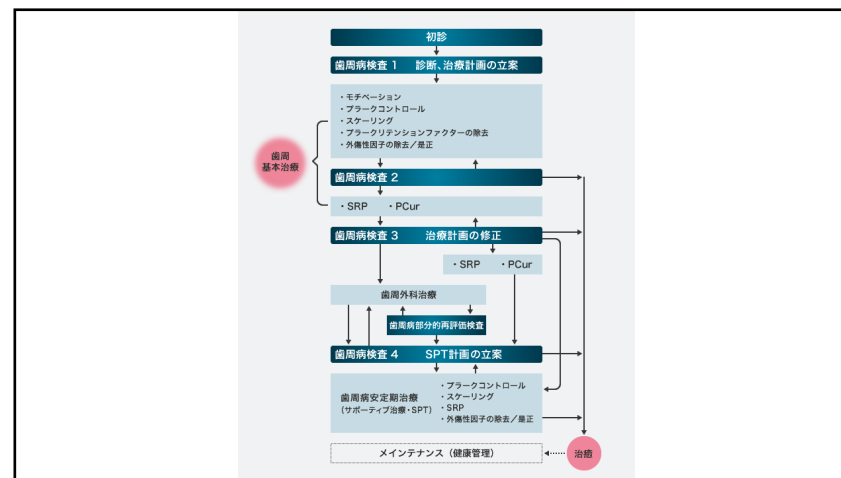 初診
歯周病検査 1 診断、治療計画の立案
・モチベーション
・プラークコントロール
・スケーリング
・プラークリテンションファクターの除去
・外傷性因子の除去／是正
歯周
基本治療
歯周病検査 2
・SRP ・PCur
歯周病検査 3 治療計画の修正
・SRP ・PCur
歯周外科治療
歯周病部分的再評価検査
歯周病検査 4 SPT計画の立案
歯周病安定期治療
（サポーティブ治療・SPT）
・プラークコントロール
・スケーリング
・SRP
・外傷性因子の除去／是正
メインテナンス（健康管理）
治癒